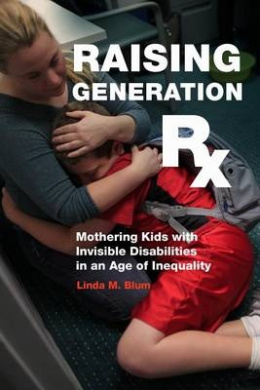 RAISING
GENERATION
Rx
Mothering Kids with
Invisible Disabilities
in an Age of Inequality
Linda M. Blum